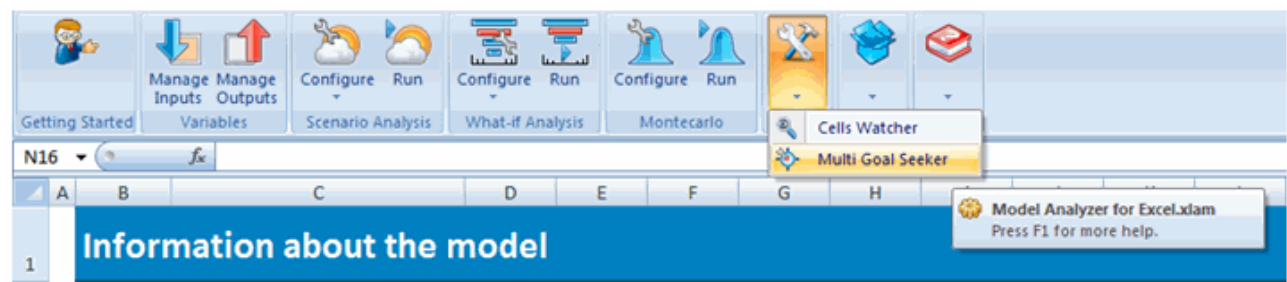 Manage Manage Configure Run Configure Run Configure Run
Inputs Outputs
Getting Started Variables Scenario Analysis What-if Analysis Montecarlo
Cells Watcher
N16 fx
Multi Goal Seeker
A B C D E F G H
Model Analyzer for Excel.xlam
Press F1 for more help.
1 Information about the model